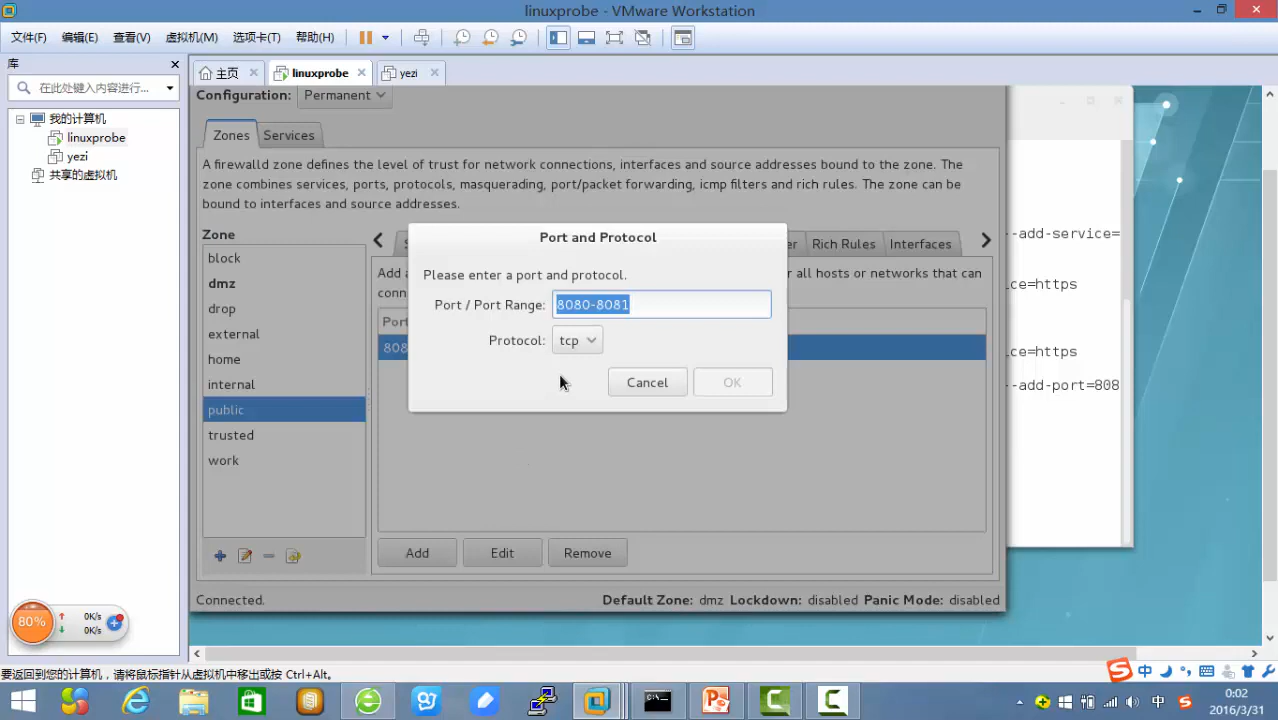 linuxprobe - VMware Workstation
文件(F) 编辑(E) 查看(V) 虚拟机(M) 选项卡(T) 帮助(H)
库
在此处键入内容进行...
我的计算机
linuxprobe
yezi
共享的虚拟机
主页 linuxprobe yezi
Configuration: Permanent
Zones Services
A firewalld zone defines the level of trust for network connections, interfaces and source addresses bound to the zone. The
zone combines services, ports, protocols, masquerading, port/packet forwarding, icmp filters and rich rules. The zone can be
bound to interfaces and source addresses.
Zone
block
dmz
drop
external
home
internal
public
trusted
work
S er Rich Rules Interfaces
Add a r all hosts or networks that can
conn
Port
808
Port and Protocol
Please enter a port and protocol.
Port / Port Range: 8080-8081
Protocol: tcp
Cancel OK
Add Edit Remove
Connected.
Default Zone: dmz Lockdown: disabled Panic Mode: disabled
--add-service=
ice=https
ice=https
--add-port=808
80%
0K/s
0K/s
要返回到您的计算机，请将鼠标指针从虚拟机中移出或按 Ctrl+Alt。
中
中
0:02
2016/3/31